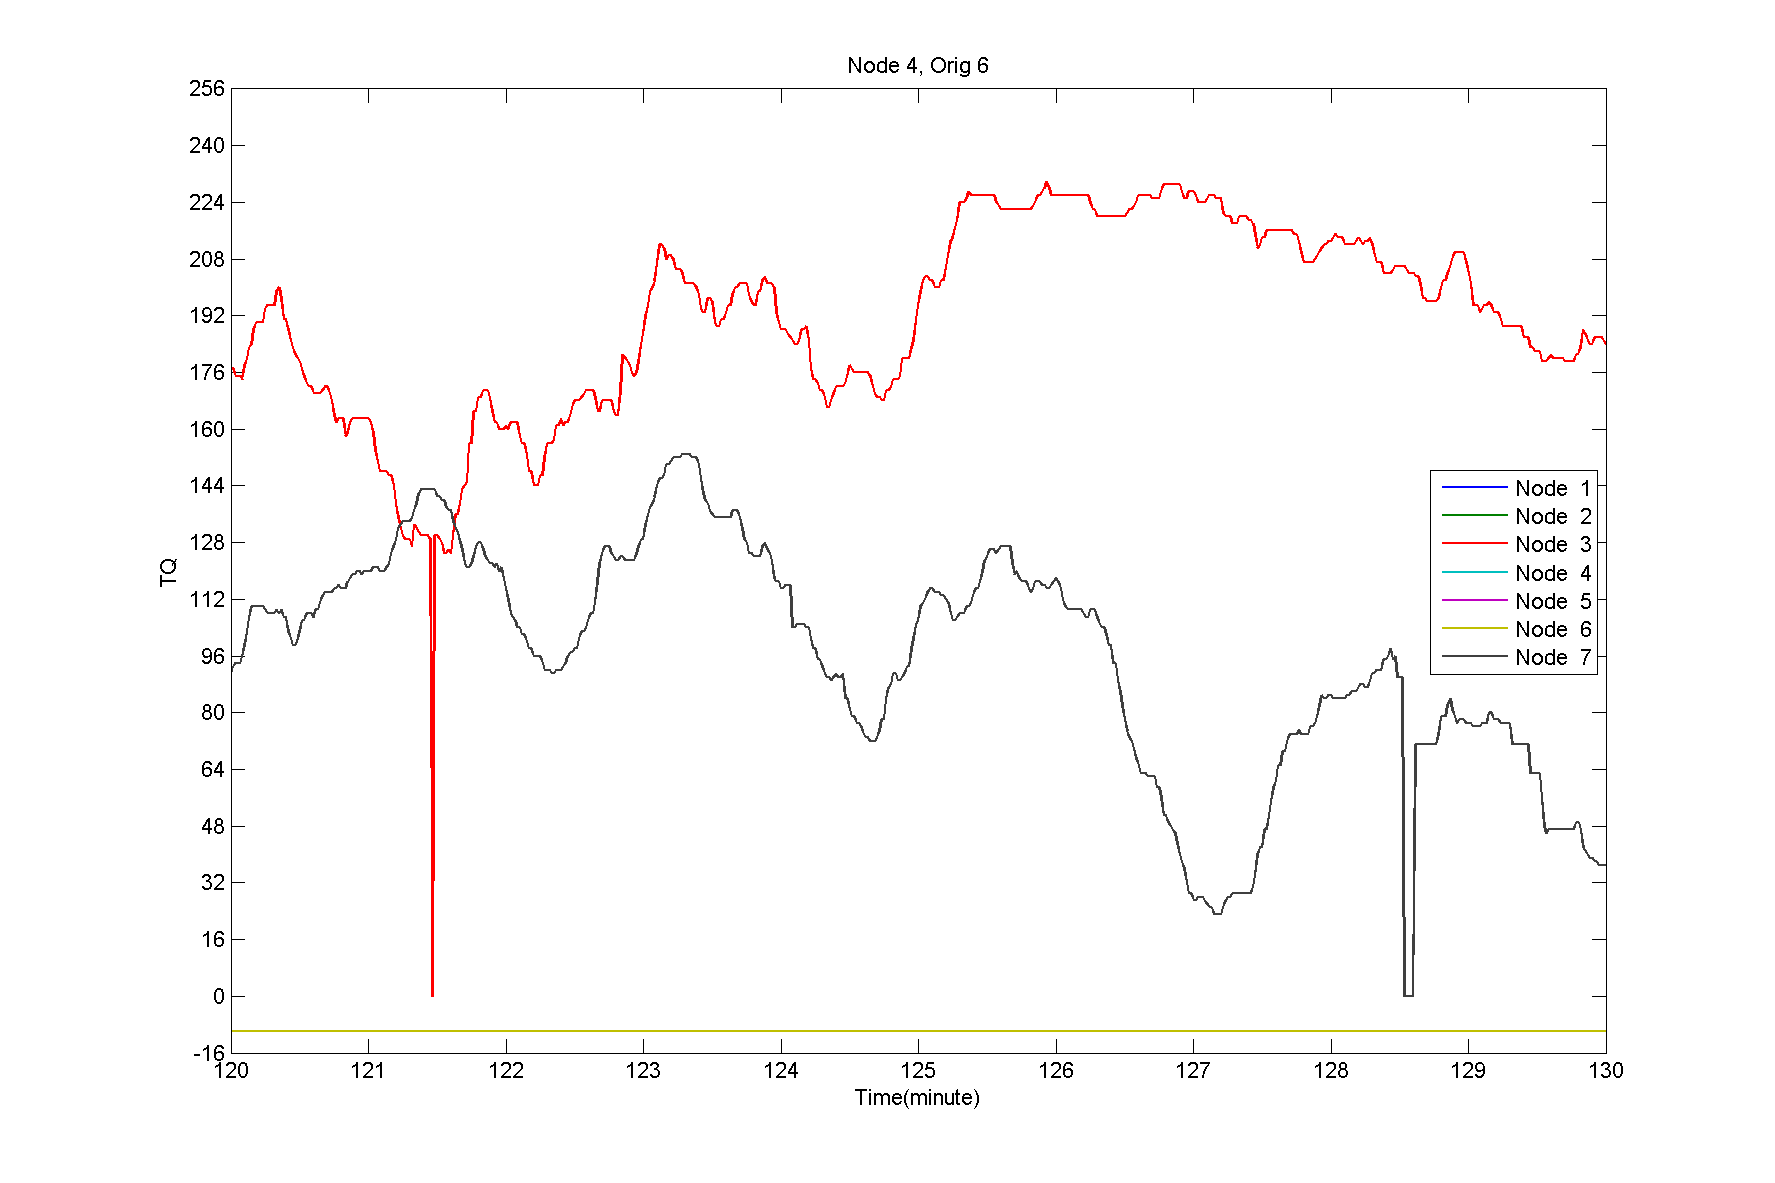 Node 4, Orig 6
256
240
224
208
192
176
160
144
128
112
96
80
64
48
32
16
0
-16
TQ
Node 1
Node 2
Node 3
Node 4
Node 5
Node 6
Node 7
120 121 122 123 124 125 126 127 128 129 130
Time(minute)